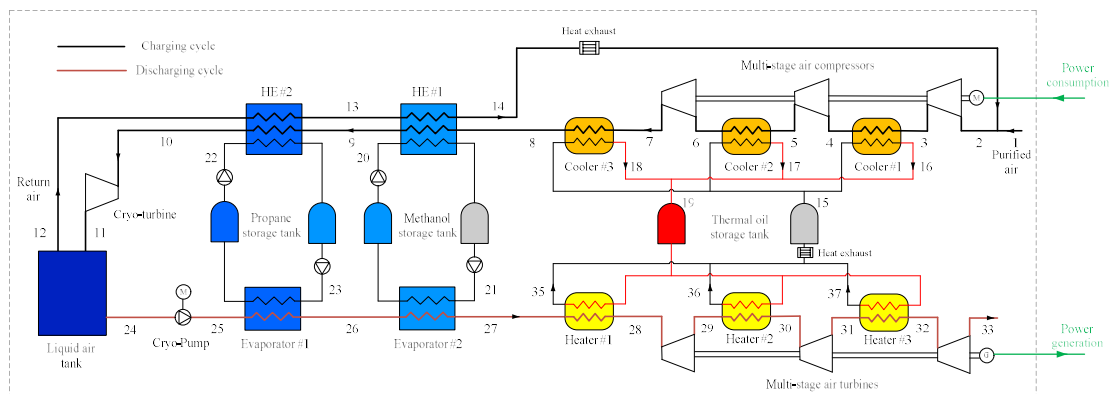 Heat exhaust
Charging cycle
Discharging cycle
Multi-stage air compressors
Power
consumption
HE #2
HE #1
13
14
M
10
9
8
7
6
5
4
3
2
1
Purified
air
22
20
Cooler #3
18
Cooler #2
17
Cooler #1
16
Return
air
Cryo-turbine
12
11
Propane
storage tank
Methanol
storage tank
19
Thermal oil
storage tank
15
Heat exhaust
23
21
35
36
37
M
24
25
26
27
28
29
30
31
32
33
Liquid air
tank
Cryo-Pump
Evaporator #1
Evaporator #2
Heater #1
Heater #2
Heater #3
G
Power
generation
Multi-stage air turbines